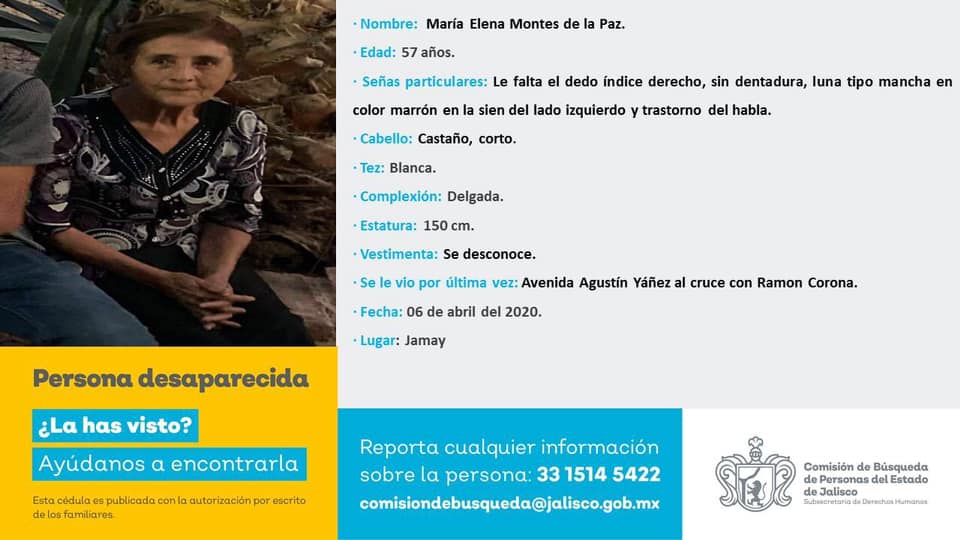 · Nombre: María Elena Montes de la Paz.
· Edad: 57 años.
· Señas particulares: Le falta el dedo índice derecho, sin dentadura, luna tipo mancha en
color marrón en la sien del lado izquierdo y trastorno del habla.
· Cabello: Castaño, corto.
· Tez: Blanca.
· Complexión: Delgada.
· Estatura: 150 cm.
· Vestimenta: Se desconoce.
· Se le vio por última vez: Avenida Agustín Yáñez al cruce con Ramon Corona.
· Fecha: 06 de abril del 2020.
· Lugar: Jamay
Persona desaparecida
¿La has visto?
Ayúdanos a encontrarla
Esta cédula es publicada con la autorización por escrito
de los familiares.
Reporta cualquier información
sobre la persona: 33 1514 5422
comisiondebusqueda@jalisco.gob.mx
Comisión de Búsqueda
de Personas del Estado
de Jalisco
Subsecretaría de Derechos Humanos